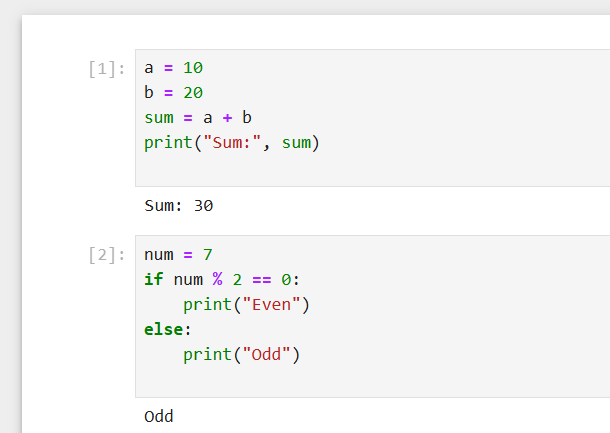 [1]:
a = 10
b = 20
sum = a + b
print("Sum:", sum)
Sum: 30
[2]:
num = 7
if num % 2 == 0:
    print("Even")
else:
    print("Odd")
Odd